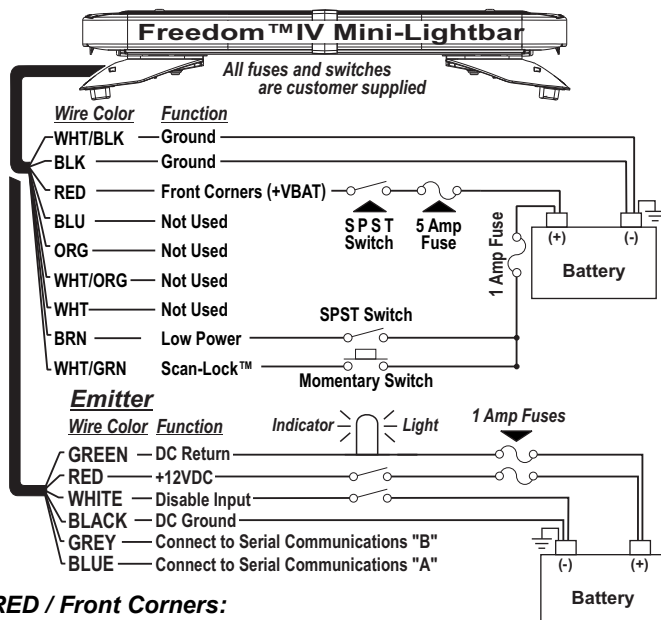 Freedom™IV Mini-Lightbar
All fuses and switches
are customer supplied
Wire Color Function
WHT/BLK Ground
BLK Ground
RED Front Corners (+VBAT)
SPST Switch
5 Amp Fuse
BLU Not Used
ORG Not Used
WHT/ORG Not Used
WHT Not Used
BRN Low Power
SPST Switch
WHT/GRN Scan-Lock™
Momentary Switch
1 Amp Fuse
(+) (-)
Battery
Emitter
Wire Color Function
Indicator Light
1 Amp Fuses
GREEN DC Return
RED +12VDC
WHITE Disable Input
BLACK DC Ground
GREY Connect to Serial Communications "B"
BLUE Connect to Serial Communications "A"
(-) (+)
Battery
RED / Front Corners: